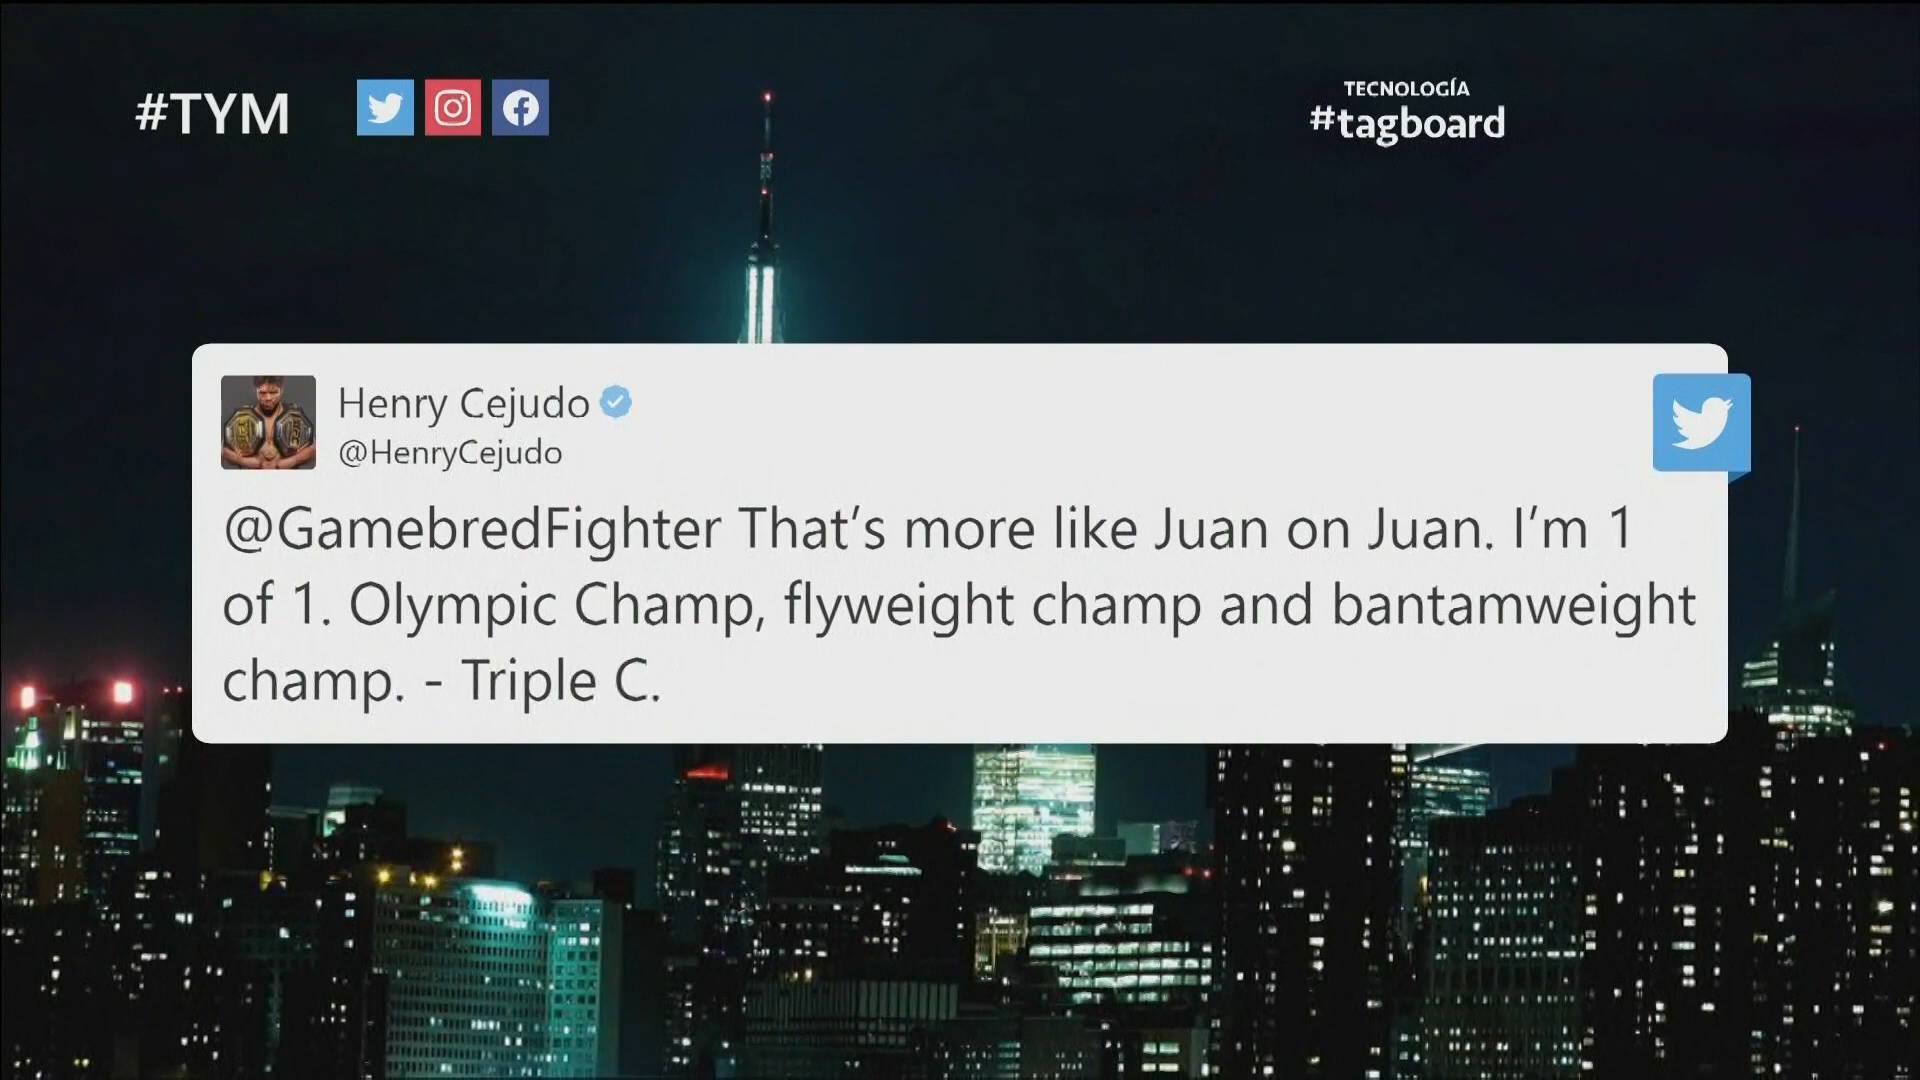 #TYM
TECNOLOGÍA
#tagboard
Henry Cejudo
@HenryCejudo
@GamebredFighter That’s more like Juan on Juan. I’m 1
of 1. Olympic Champ, flyweight champ and bantamweight
champ. - Triple C.